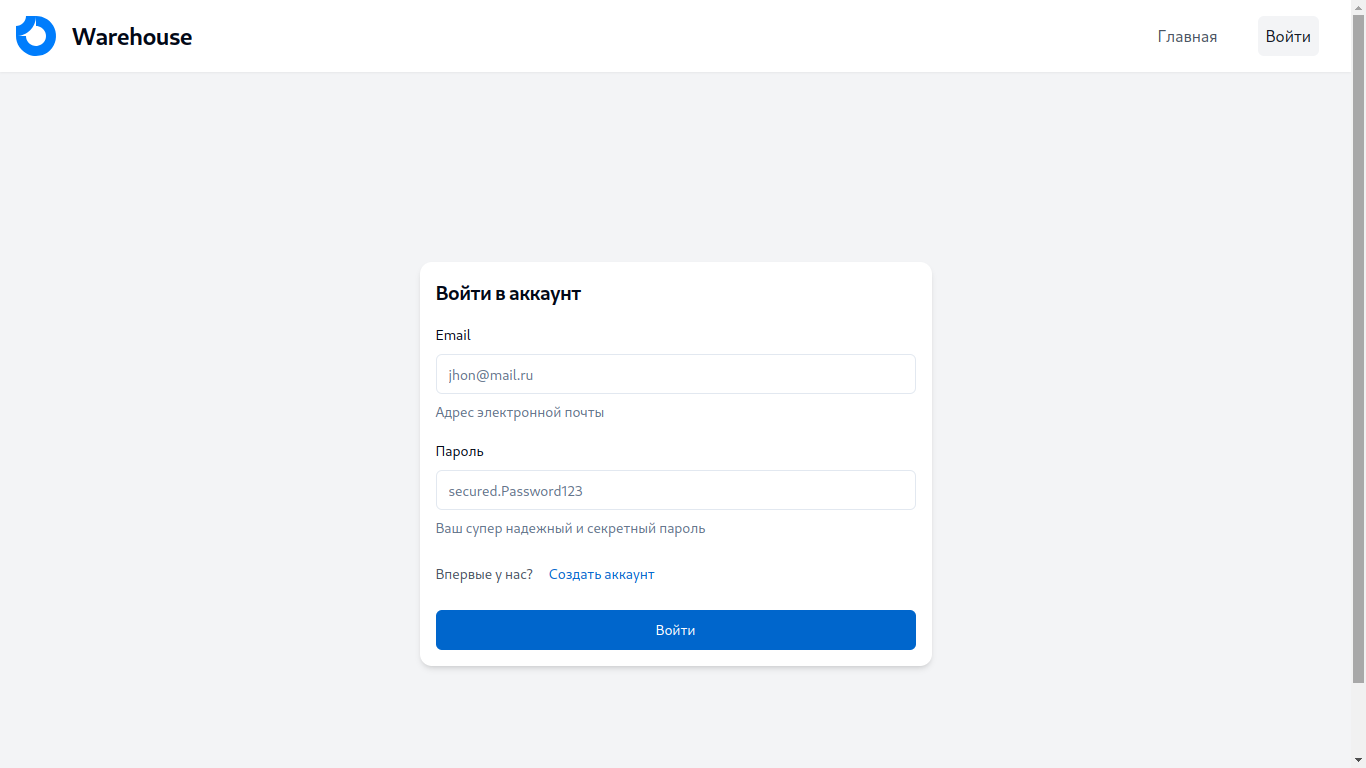 Warehouse
Главная
Войти
Войти в аккаунт
Email
jhon@mail.ru
Адрес электронной почты
Пароль
secured.Password123
Ваш супер надежный и секретный пароль
Впервые у нас? Создать аккаунт
Войти